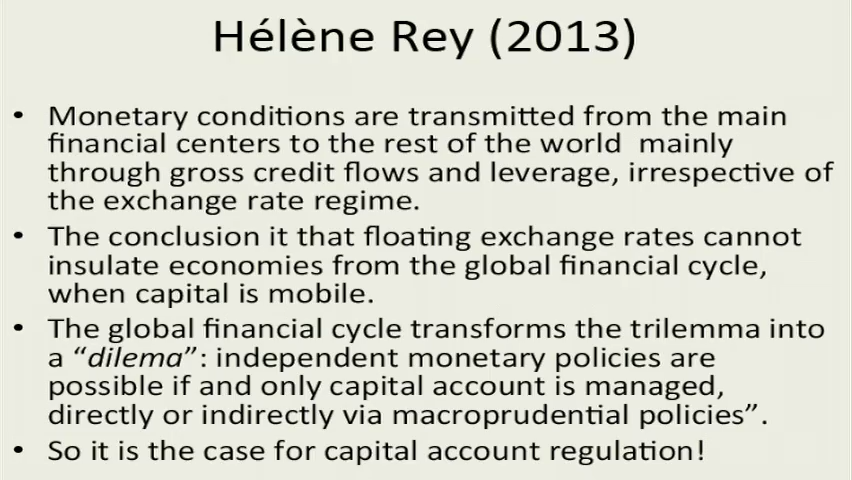 Hélène Rey (2013)
• Monetary conditions are transmitted from the main
financial centers to the rest of the world mainly
through gross credit flows and leverage, irrespective of
the exchange rate regime.
• The conclusion it that floating exchange rates cannot
insulate economies from the global financial cycle,
when capital is mobile.
• The global financial cycle transforms the trilemma into
a “dilema”: independent monetary policies are
possible if and only capital account is managed,
directly or indirectly via macroprudential policies”.
• So it is the case for capital account regulation!